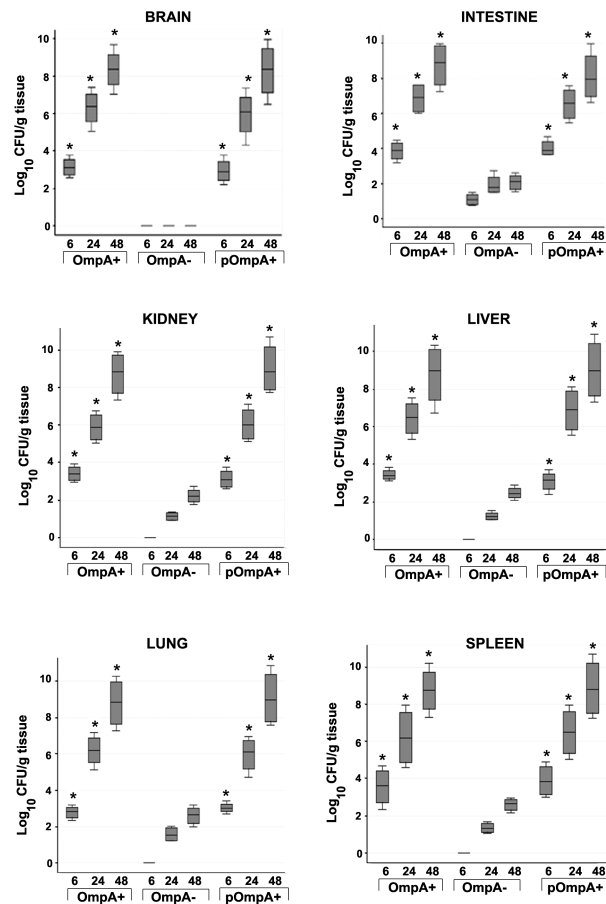 BRAIN
Log10 CFU/g tissue
10
8
6
4
2
0
* * * * * *
6 24 48 6 24 48 6 24 48
OmpA+ OmpA- pOmpA+
INTESTINE
Log10 CFU/g tissue
10
8
6
4
2
0
* * * * * *
6 24 48 6 24 48 6 24 48
OmpA+ OmpA- pOmpA+
KIDNEY
Log10 CFU/g tissue
10
8
6
4
2
0
* * * * * *
6 24 48 6 24 48 6 24 48
OmpA+ OmpA- pOmpA+
LIVER
Log10 CFU/g tissue
10
8
6
4
2
0
* * * * * *
6 24 48 6 24 48 6 24 48
OmpA+ OmpA- pOmpA+
LUNG
Log10 CFU/g tissue
10
8
6
4
2
0
* * * * * *
6 24 48 6 24 48 6 24 48
OmpA+ OmpA- pOmpA+
SPLEEN
Log10 CFU/g tissue
10
8
6
4
2
0
* * * * * *
6 24 48 6 24 48 6 24 48
OmpA+ OmpA- pOmpA+